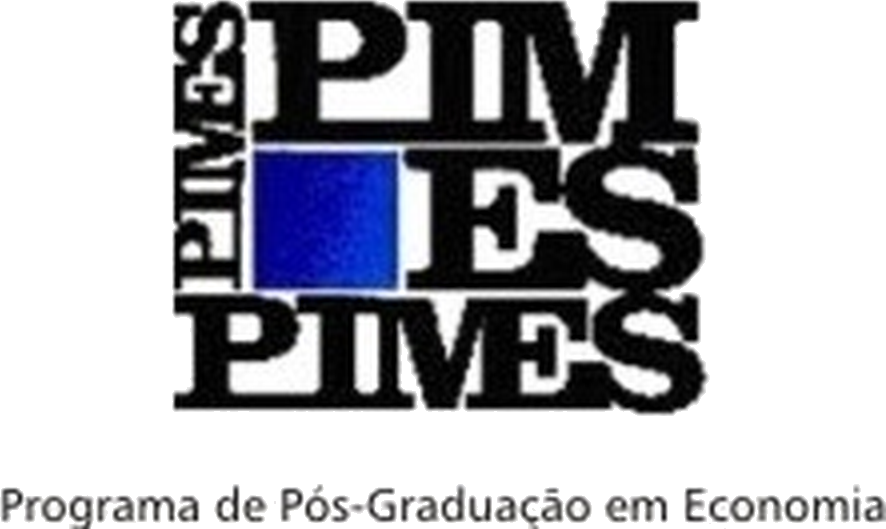 PIMES
PIM
ES
PIMES
Programa de Pós-Graduação em Economia